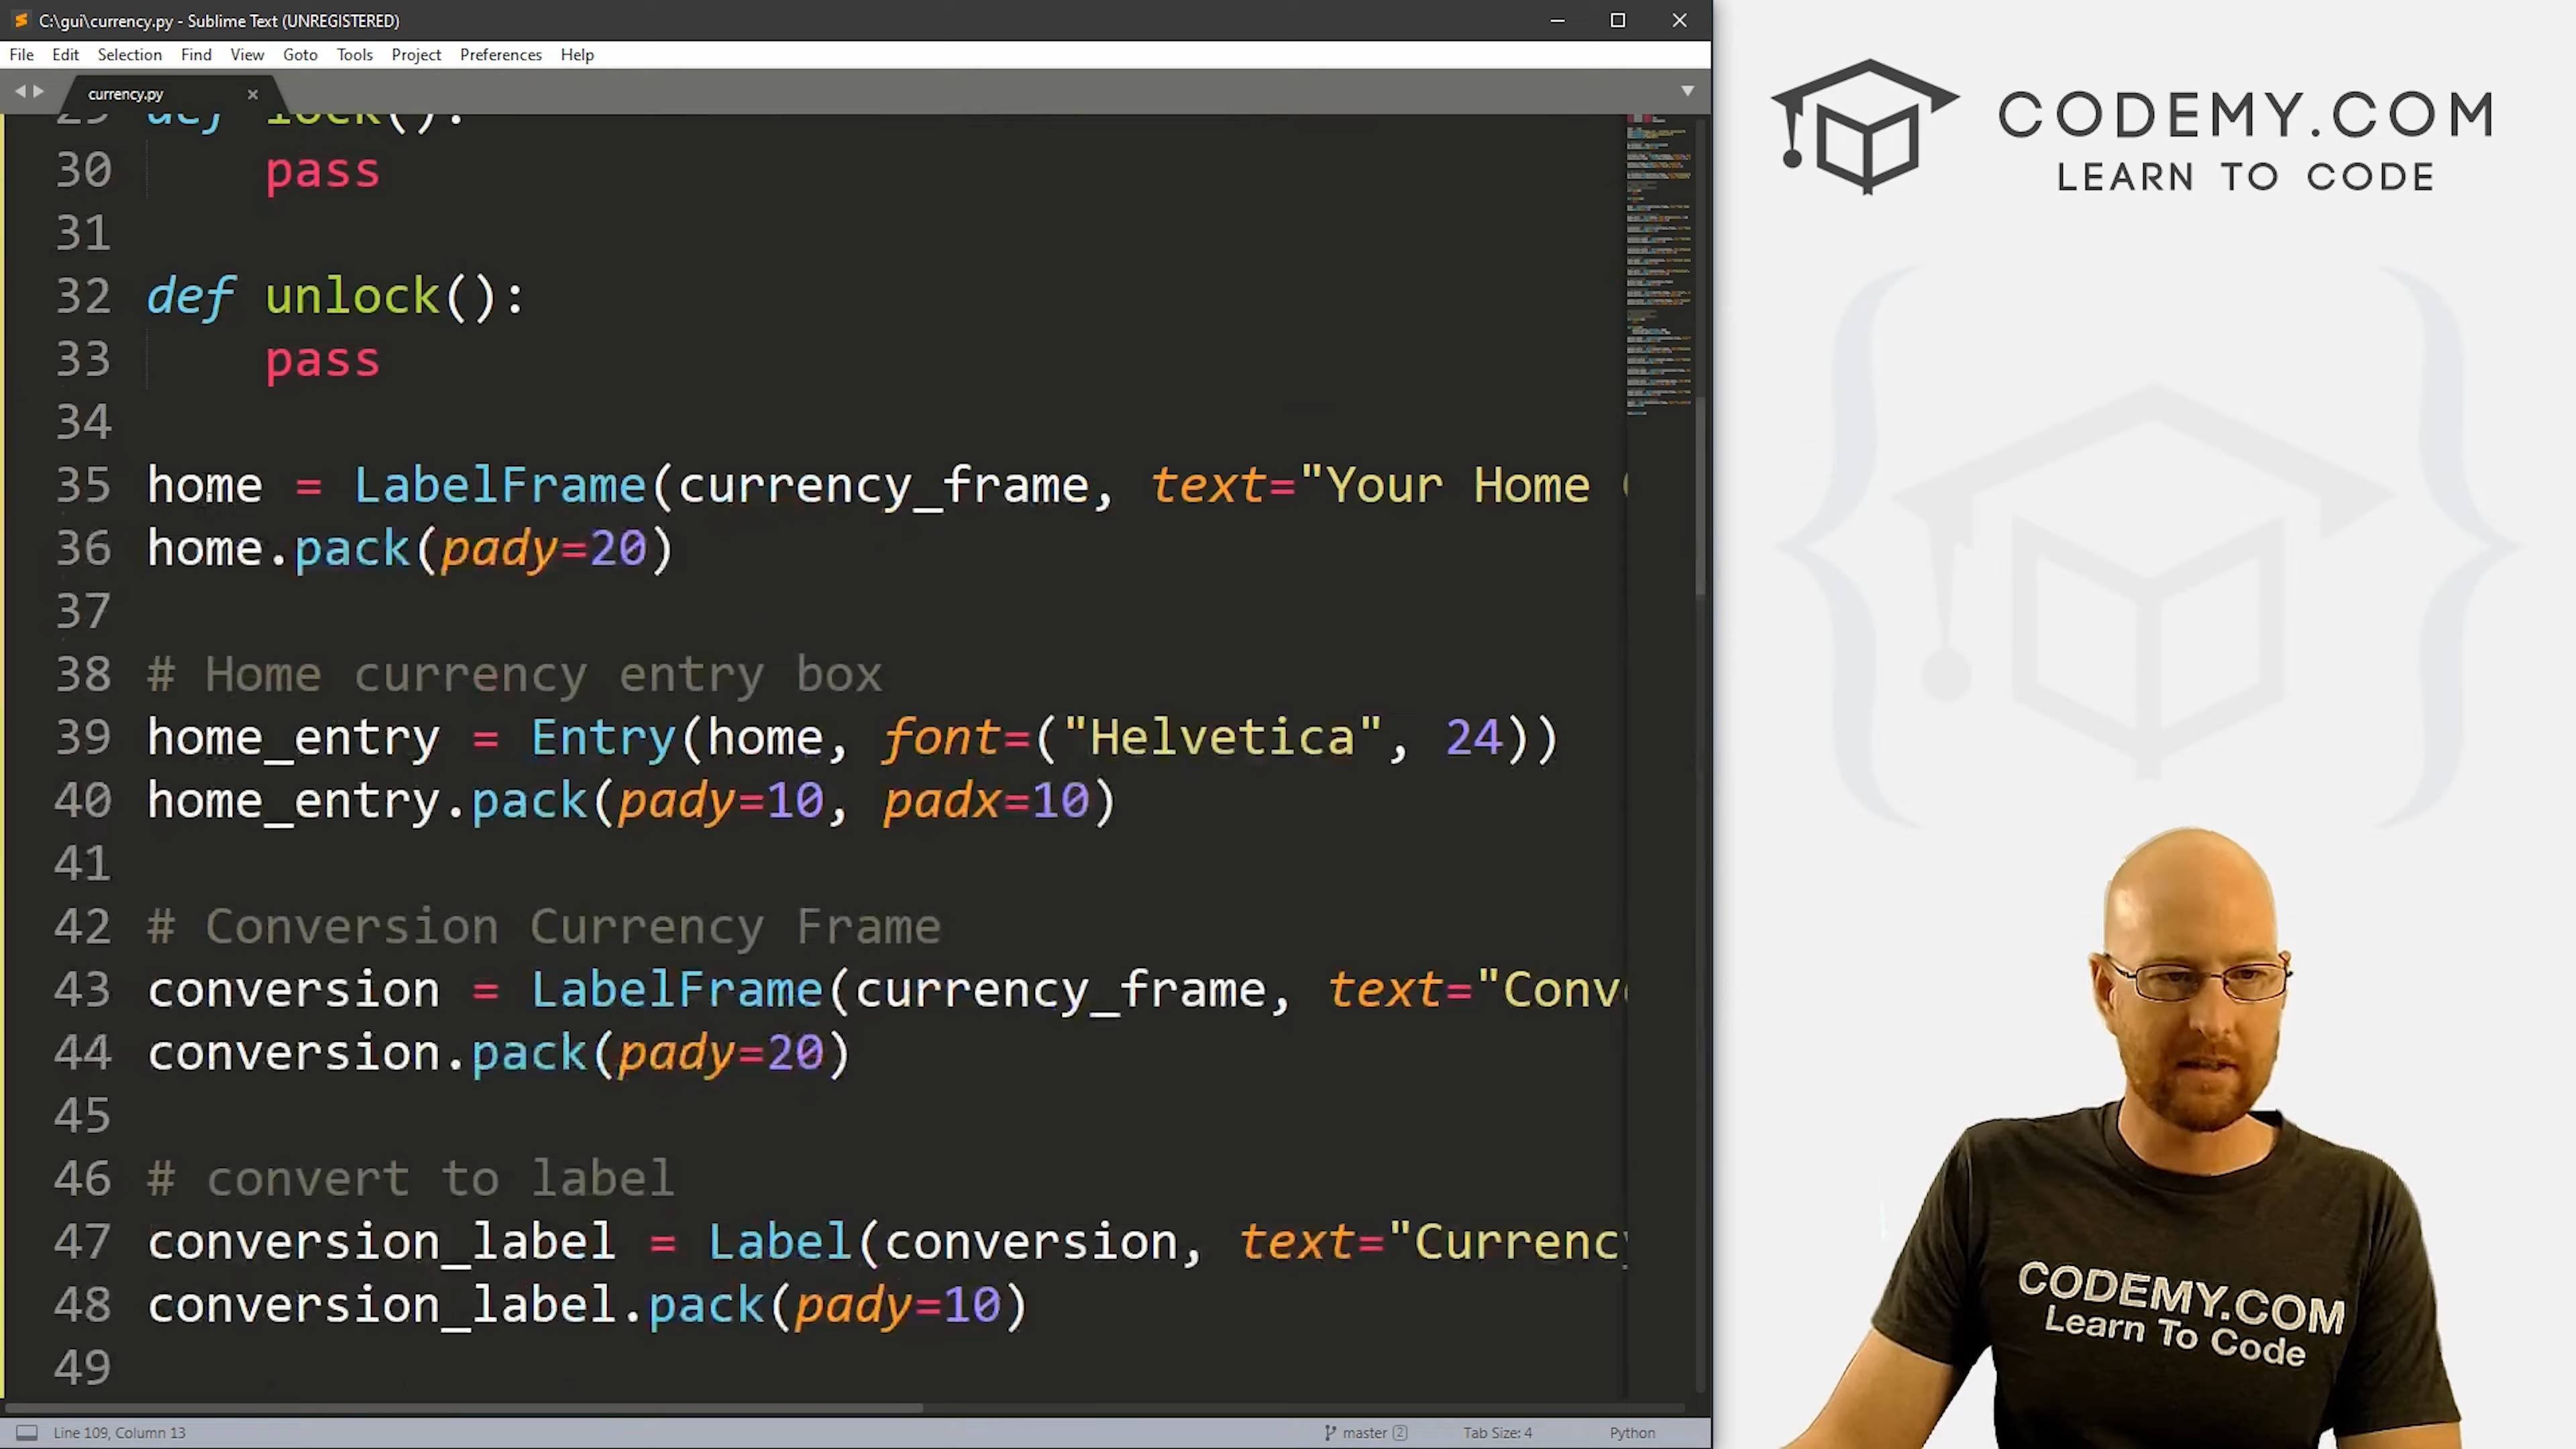 C:\gui\currency.py - Sublime Text (UNREGISTERED)
File Edit Selection Find View Goto Tools Project Preferences Help
currency.py
29 def lock():
30 pass
31
32 def unlock():
33 pass
34
35 home = LabelFrame(currency_frame, text="Your Home
36 home.pack(pady=20)
37
38 # Home currency entry box
39 home_entry = Entry(home, font=("Helvetica", 24))
40 home_entry.pack(pady=10, padx=10)
41
42 # Conversion Currency Frame
43 conversion = LabelFrame(currency_frame, text="Conv
44 conversion.pack(pady=20)
45
46 # convert to label
47 conversion_label = Label(conversion, text="Currency
48 conversion_label.pack(pady=10)
49
Line 109, Column 13
master 2
Tab Size: 4
Python
CODEMY.COM
LEARN TO CODE
CODEMY.COM
Learn To Code